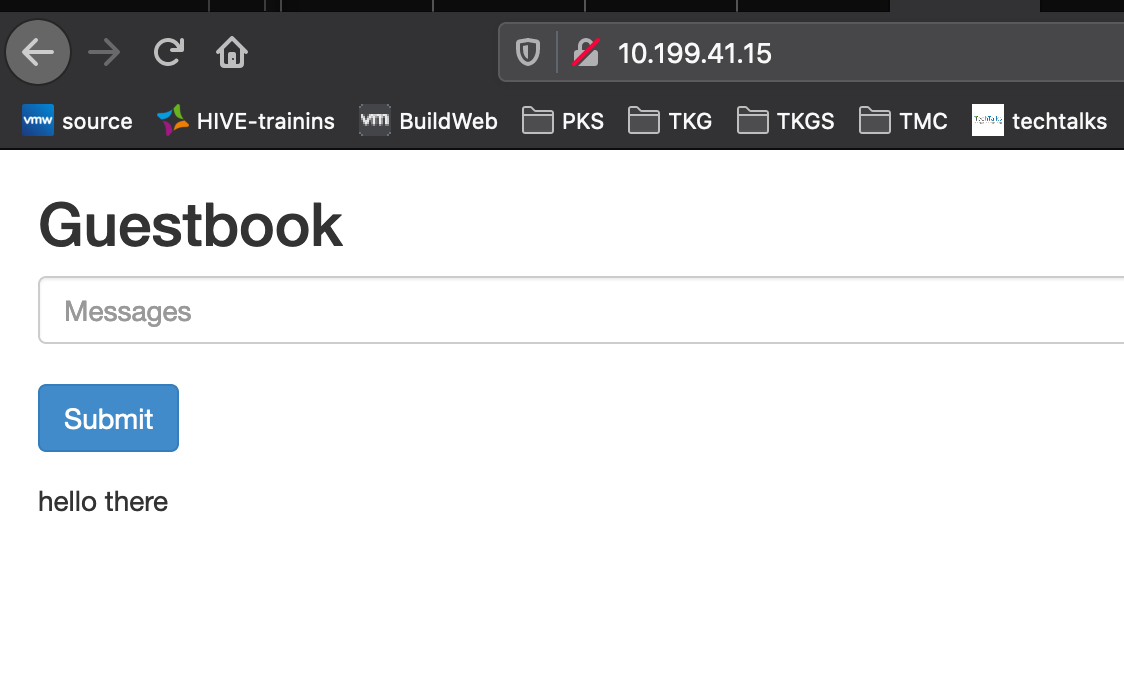 10.199.41.15
vmw source HIVE-trainins vm BuildWeb PKS TKG TKGS TMC TechTalks techtalks
Guestbook
Messages
Submit
hello there